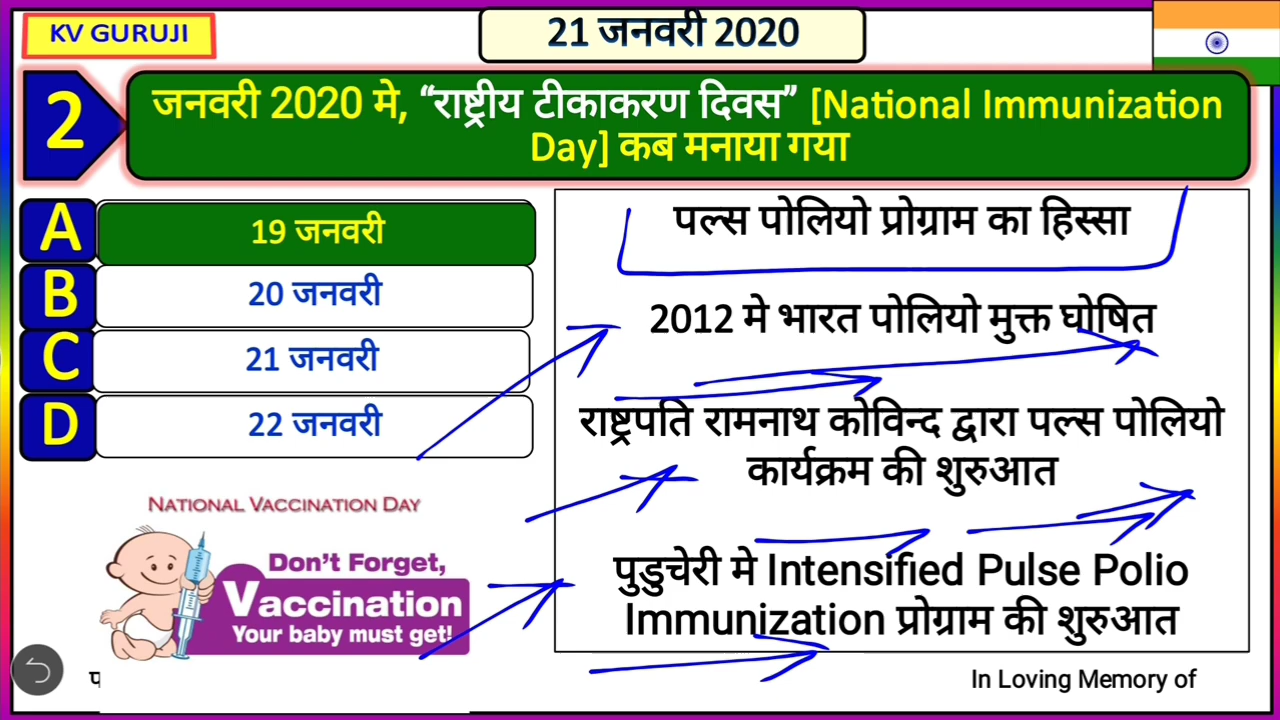 KV GURUJI
21 जनवरी 2020
2
जनवरी 2020 मे, “राष्ट्रीय टीकाकरण दिवस” [National Immunization
Day] कब मनाया गया
A
19 जनवरी
B
20 जनवरी
C
21 जनवरी
D
22 जनवरी
पल्स पोलियो प्रोग्राम का हिस्सा
2012 मे भारत पोलियो मुक्त घोषित
राष्ट्रपति रामनाथ कोविन्द द्वारा पल्स पोलियो
कार्यक्रम की शुरुआत
पुडुचेरी मे Intensified Pulse Polio
Immunization प्रोग्राम की शुरुआत
NATIONAL VACCINATION DAY
Don't Forget,
Vaccination
Your baby must get!
In Loving Memory of